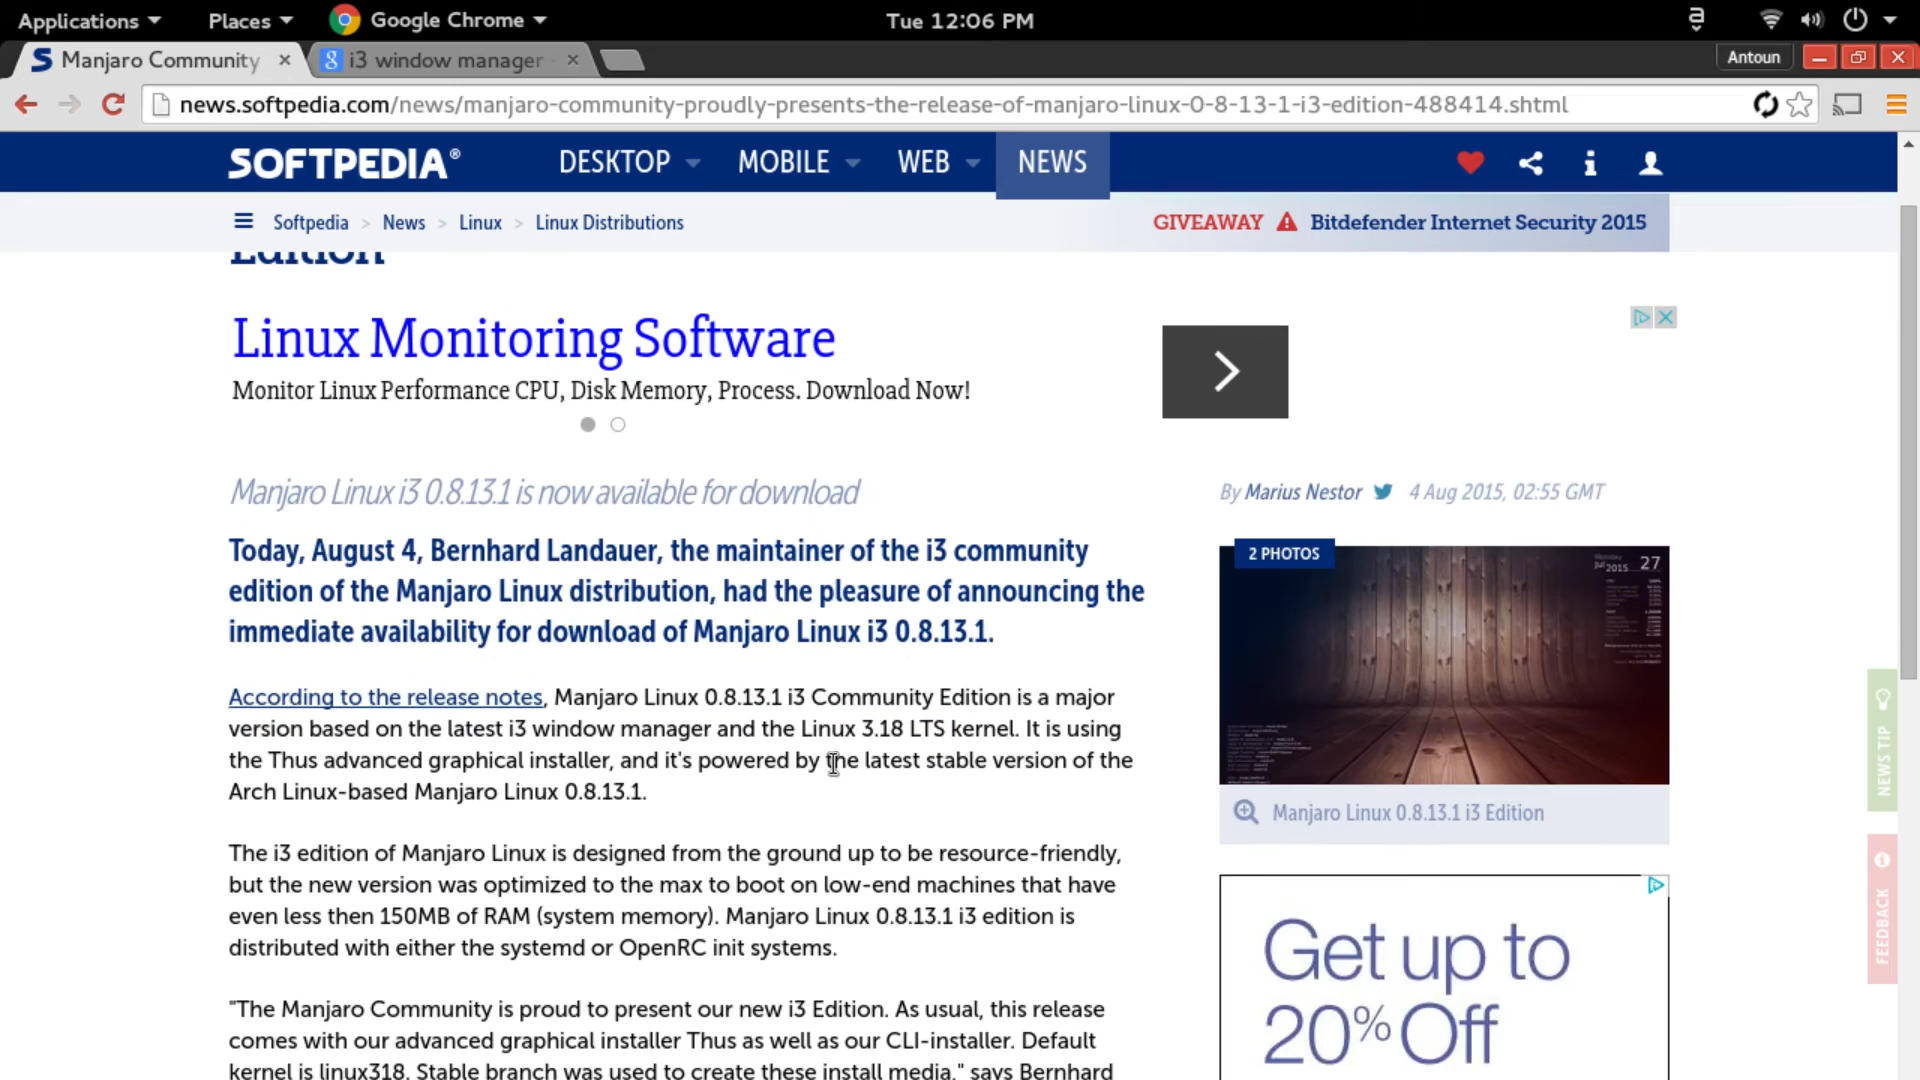 Applications Places Google Chrome Tue 12:06 PM
Manjaro Community i3 window manager Antoun
news.softpedia.com/news/manjaro-community-proudly-presents-the-release-of-manjaro-linux-0-8-13-1-i3-edition-488414.shtml
SOFTPEDIA® DESKTOP MOBILE WEB NEWS
Softpedia > News > Linux > Linux Distributions GIVEAWAY Bitdefender Internet Security 2015
Edition
Linux Monitoring Software
Monitor Linux Performance CPU, Disk Memory, Process. Download Now!
Manjaro Linux i3 0.8.13.1 is now available for download
Today, August 4, Bernhard Landauer, the maintainer of the i3 community
edition of the Manjaro Linux distribution, had the pleasure of announcing the
immediate availability for download of Manjaro Linux i3 0.8.13.1.
According to the release notes, Manjaro Linux 0.8.13.1 i3 Community Edition is a major
version based on the latest i3 window manager and the Linux 3.18 LTS kernel. It is using
the Thus advanced graphical installer, and it's powered by the latest stable version of the
Arch Linux-based Manjaro Linux 0.8.13.1.
The i3 edition of Manjaro Linux is designed from the ground up to be resource-friendly,
but the new version was optimized to the max to boot on low-end machines that have
even less then 150MB of RAM (system memory). Manjaro Linux 0.8.13.1 i3 edition is
distributed with either the systemd or OpenRC init systems.
"The Manjaro Community is proud to present our new i3 Edition. As usual, this release
comes with our advanced graphical installer Thus as well as our CLI-installer. Default
kernel is linux318. Stable branch was used to create these install media," says Bernhard
By Marius Nestor 4 Aug 2015, 02:55 GMT
2 PHOTOS
2015 27
Manjaro Linux 0.8.13.1 i3 Edition
Get up to
20% Off
NEWS TIP
FEEDBACK